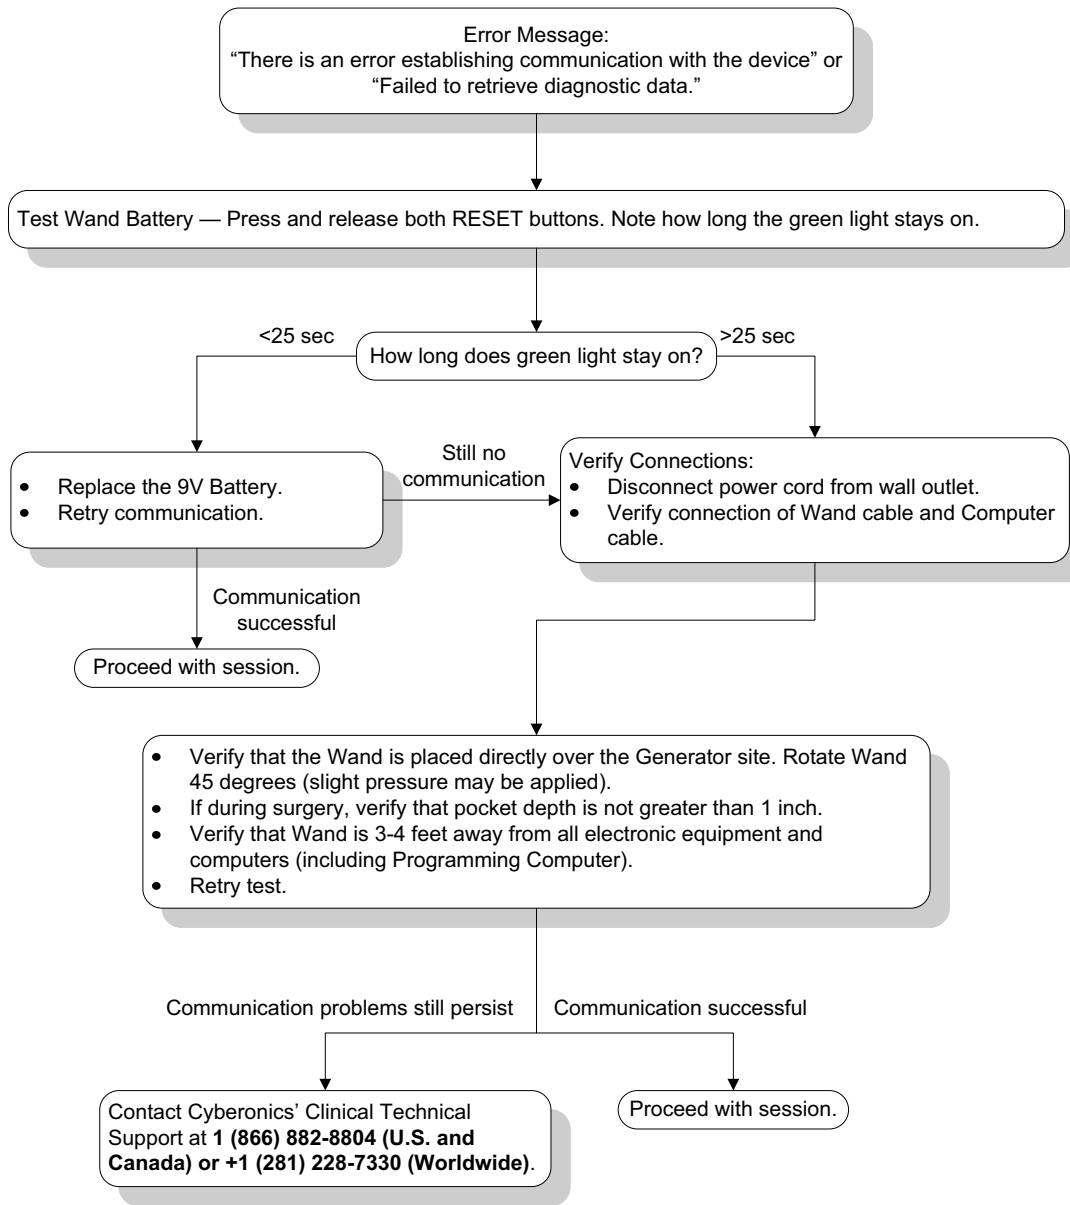 Error Message:
“There is an error establishing communication with the device” or
“Failed to retrieve diagnostic data.”
Test Wand Battery — Press and release both RESET buttons. Note how long the green light stays on.
<25 sec
How long does green light stay on?
>25 sec
• Replace the 9V Battery.
• Retry communication.
Still no
communication
Verify Connections:
• Disconnect power cord from wall outlet.
• Verify connection of Wand cable and Computer
cable.
Communication
successful
Proceed with session.
• Verify that the Wand is placed directly over the Generator site. Rotate Wand
45 degrees (slight pressure may be applied).
• If during surgery, verify that pocket depth is not greater than 1 inch.
• Verify that Wand is 3-4 feet away from all electronic equipment and
computers (including Programming Computer).
• Retry test.
Communication problems still persist
Communication successful
Contact Cyberonics’ Clinical Technical
Support at 1 (866) 882-8804 (U.S. and
Canada) or +1 (281) 228-7330 (Worldwide).
Proceed with session.